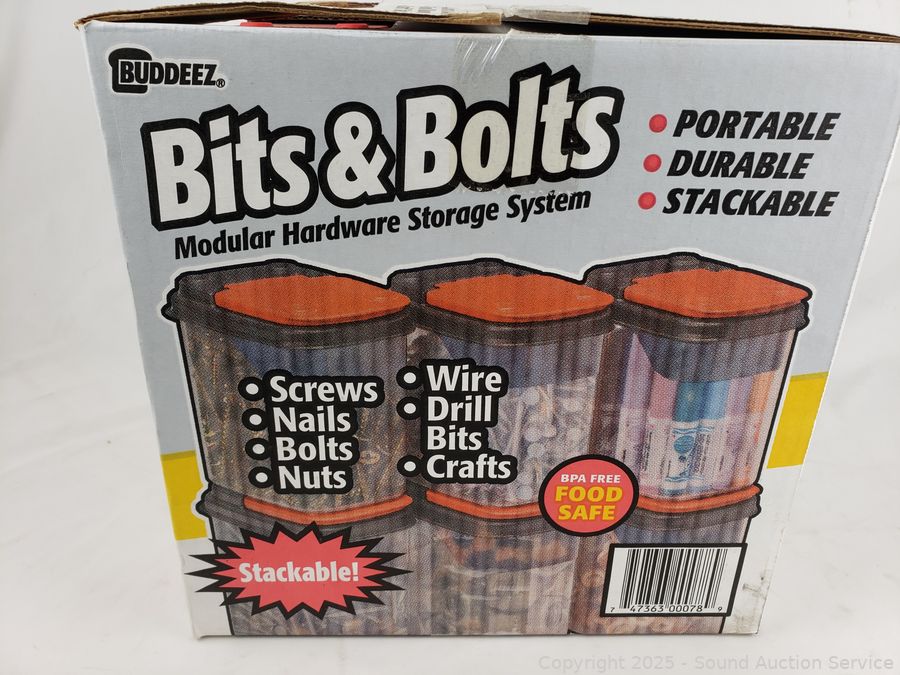 BUDDEEZ®
Bits & Bolts
Modular Hardware Storage System
• PORTABLE
• DURABLE
• STACKABLE
• Screws
• Nails
• Bolts
• Nuts
• Wire
• Drill
Bits
• Crafts
BPA FREE
FOOD
SAFE
Stackable!
7 47363 00078 9
Copyright 2025 - Sound Auction Service